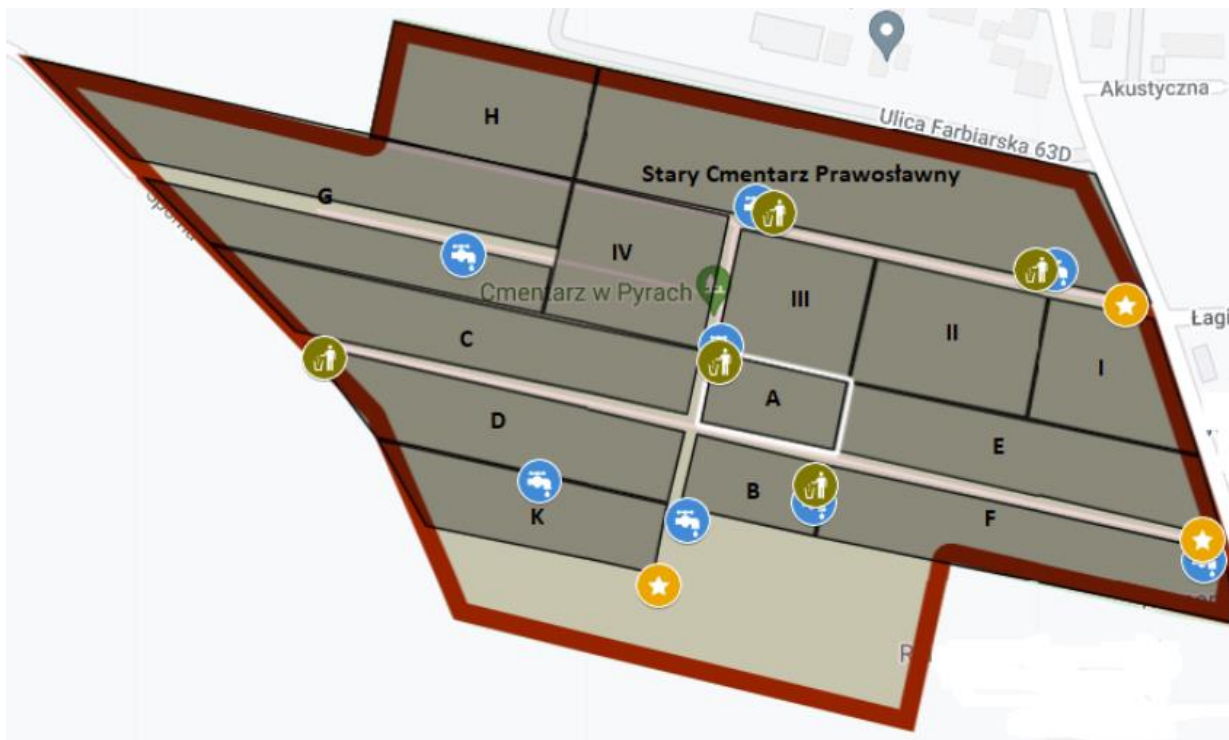 Akustyczna
Ulica Farbiarska 63D
H
Stary Cmentarz Prawosławny
G
IV
Cmentarz w Pyrach
III
Łagi
II
C
I
A
D
E
B
K
F